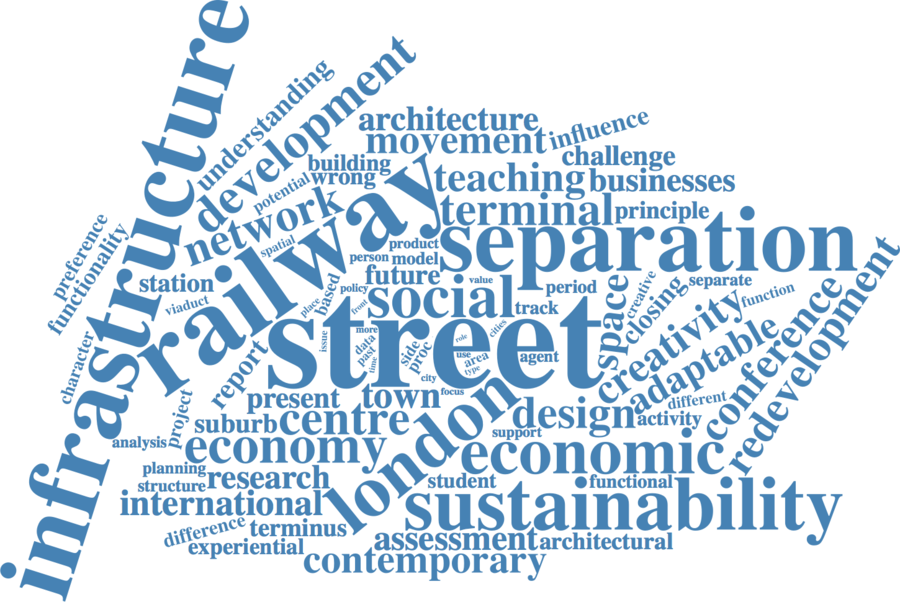 infrastructure
understanding
development
architecture
movement
influence
challenge
building
wrong
potential
teaching
businesses
network
railway
terminal
principle
preference
functionality
spatial
product
separation
person
model
station
future
value
separate
policy
based
social
period
creative
viaduct
place
front
track
space
closing
function
street
redevelopment
creativity
issue
more
data
past
time
side
proc
role
cities
use
area
type
agent
adaptable
conference
character
report
city
focus
different
present
town
london
project
suburb
centre
design
activity
analysis
support
economy
economic
planning
structure
research
student
functional
international
sustainability
difference
terminus
experiential
assessment
architectural
contemporary